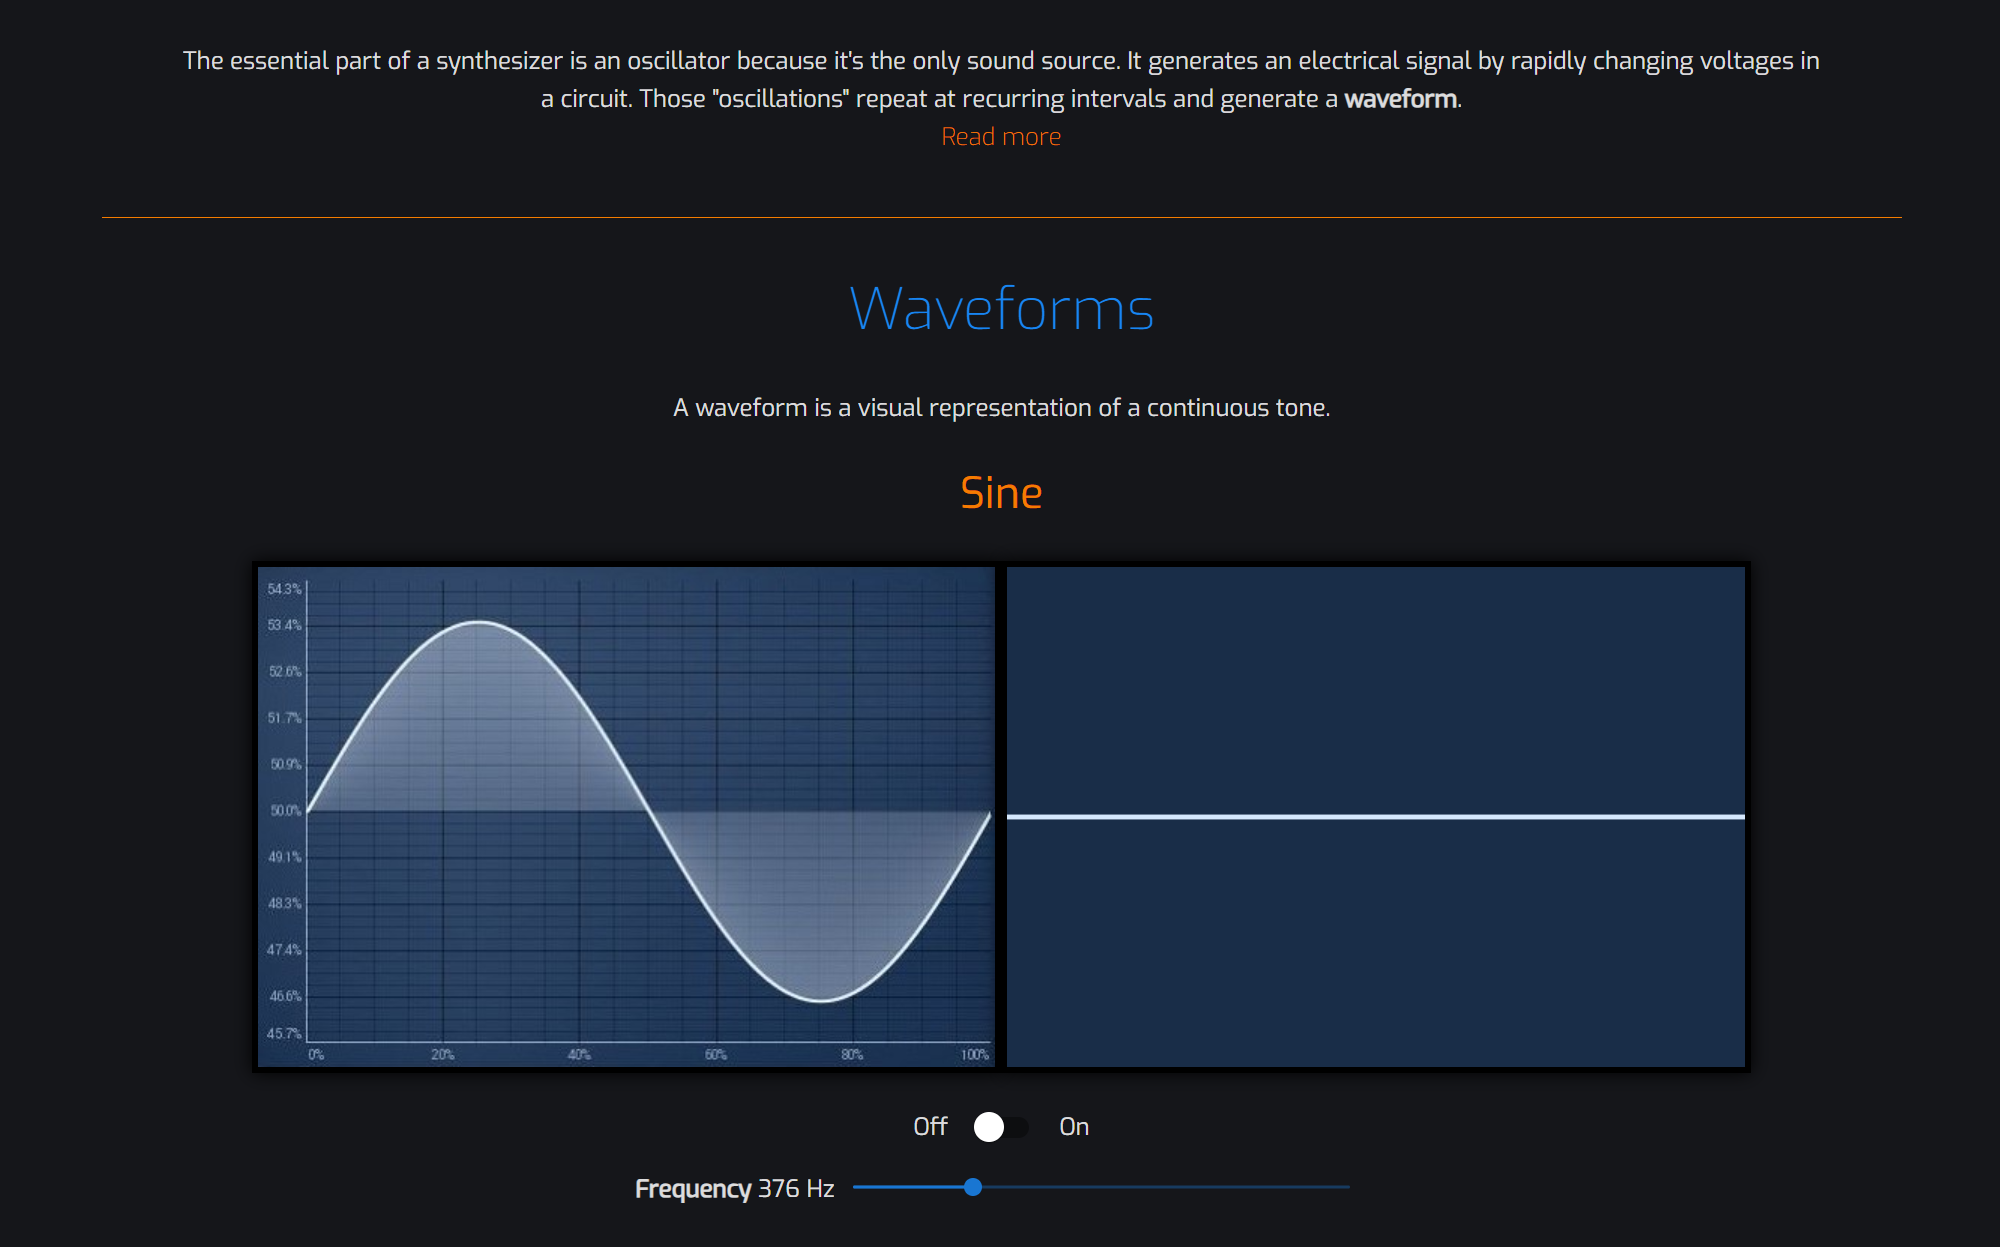 The essential part of a synthesizer is an oscillator because it's the only sound source. It generates an electrical signal by rapidly changing voltages in
a circuit. Those "oscillations" repeat at recurring intervals and generate a waveform.
Read more
Waveforms
A waveform is a visual representation of a continuous tone.
Sine
54.3%
53.4%
52.6%
51.7%
50.9%
50.0%
49.1%
48.3%
47.4%
46.6%
45.7%
0% 20% 40% 60% 80% 100%
Off On
Frequency 376 Hz